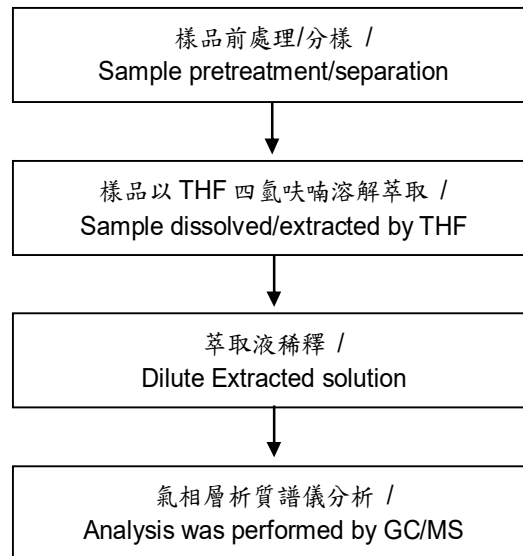 樣品前處理/分樣 /
Sample pretreatment/separation
樣品以 THF 四氫呋喃溶解萃取 /
Sample dissolved/extracted by THF
萃取液稀釋 /
Dilute Extracted solution
氣相層析質譜儀分析 /
Analysis was performed by GC/MS